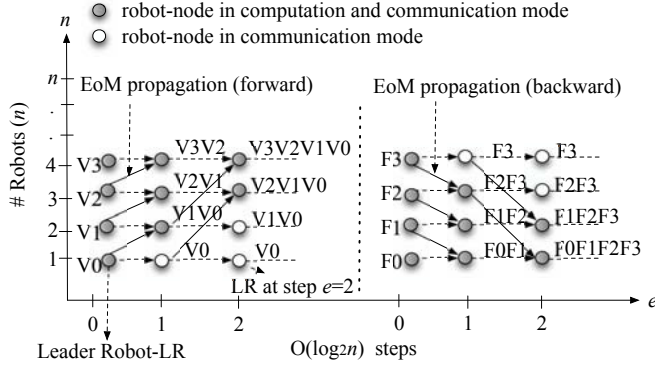 n
robot-node in computation and communication mode
robot-node in communication mode
n
EoM propagation (forward)
EoM propagation (backward)
# Robots (n)
4
3
2
1
V3
V3V2
V3V2V1V0
V2
V2V1
V2V1V0
V1
V1V0
V1V0
V0
V0
V0
LR at step e=2
F3
F3
F3
F2
F2F3
F2F3
F1
F1F2
F1F2F3
F0
F0F1
F0F1F2F3
0
1
2
0
1
2
e
Leader Robot-LR
O(log2n) steps